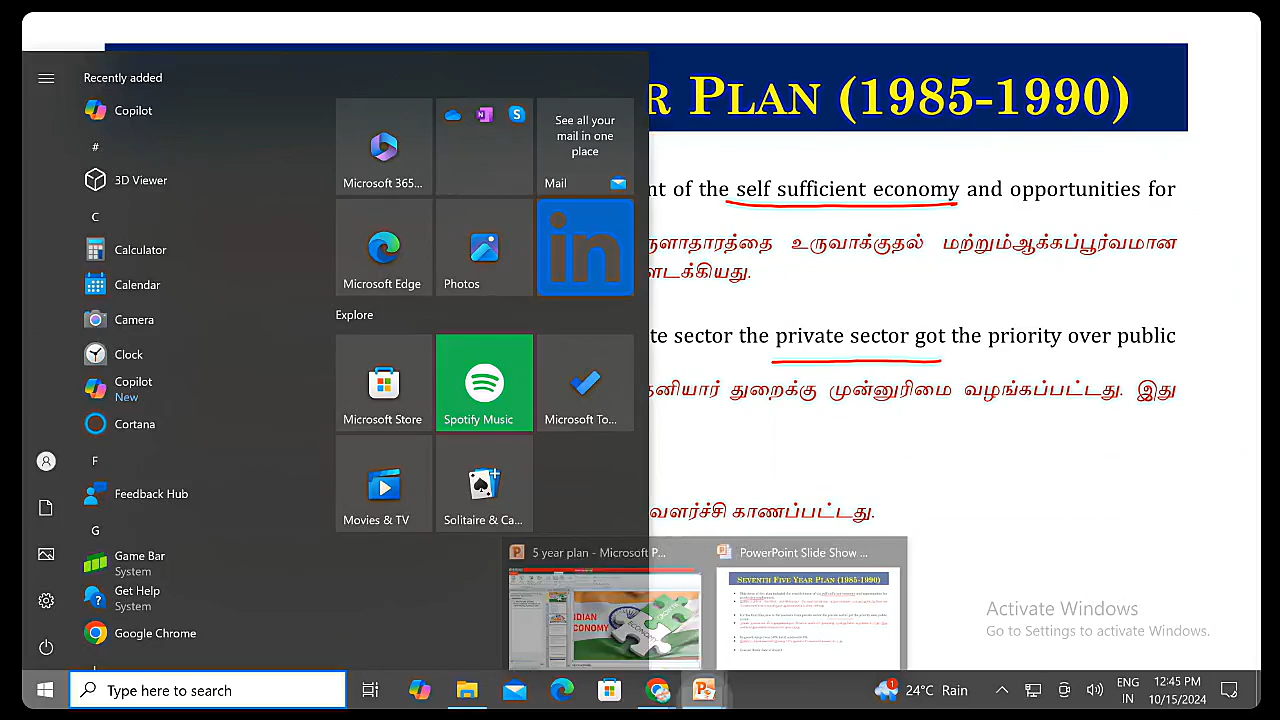 R PLAN (1985-1990)
nt of the self sufficient economy and opportunities for
ருளாதாரத்தை உருவாக்குதல் மற்றும்ஆக்கப்பூர்வமான
ளடக்கியது.
te sector the private sector got the priority over public
தனியார் துறைக்கு முன்னுரிமை வழங்கப்பட்டது. இது
வளர்ச்சி காணப்பட்டது.
Recently added
Copilot
#
3D Viewer
C
Calculator
Calendar
Camera
Clock
Copilot
New
Cortana
F
Feedback Hub
G
Game Bar
System
Get Help
System
Google Chrome
Microsoft 365...
See all your
mail in one
place
Mail
Microsoft Edge
Photos
in
Explore
Microsoft Store
Spotify Music
Microsoft To...
Movies & TV
Solitaire & Ca...
5 year plan - Microsoft P...
PowerPoint Slide Show ...
INDIAN
SEVENTH FIVE YEAR PLAN (1985-1990)
Activate Windows
Go to Settings to activate Windows.
Type here to search
1
24°C Rain
ENG
IN
12:45 PM
10/15/2024